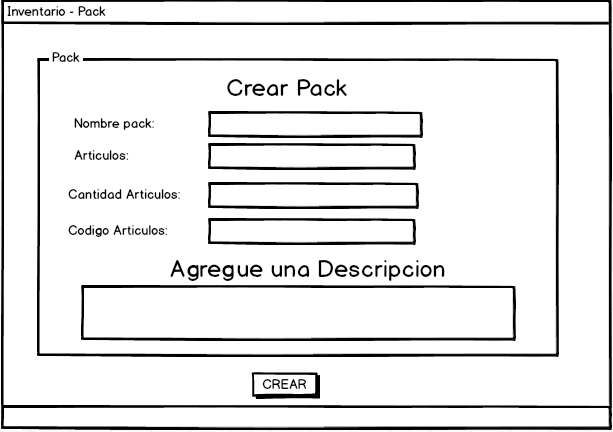 Inventario - Pack
Pack
Crear Pack
Nombre pack:
Articulos:
Cantidad Articulos:
Codigo Articulos:
Agregue una Descripcion
CREAR